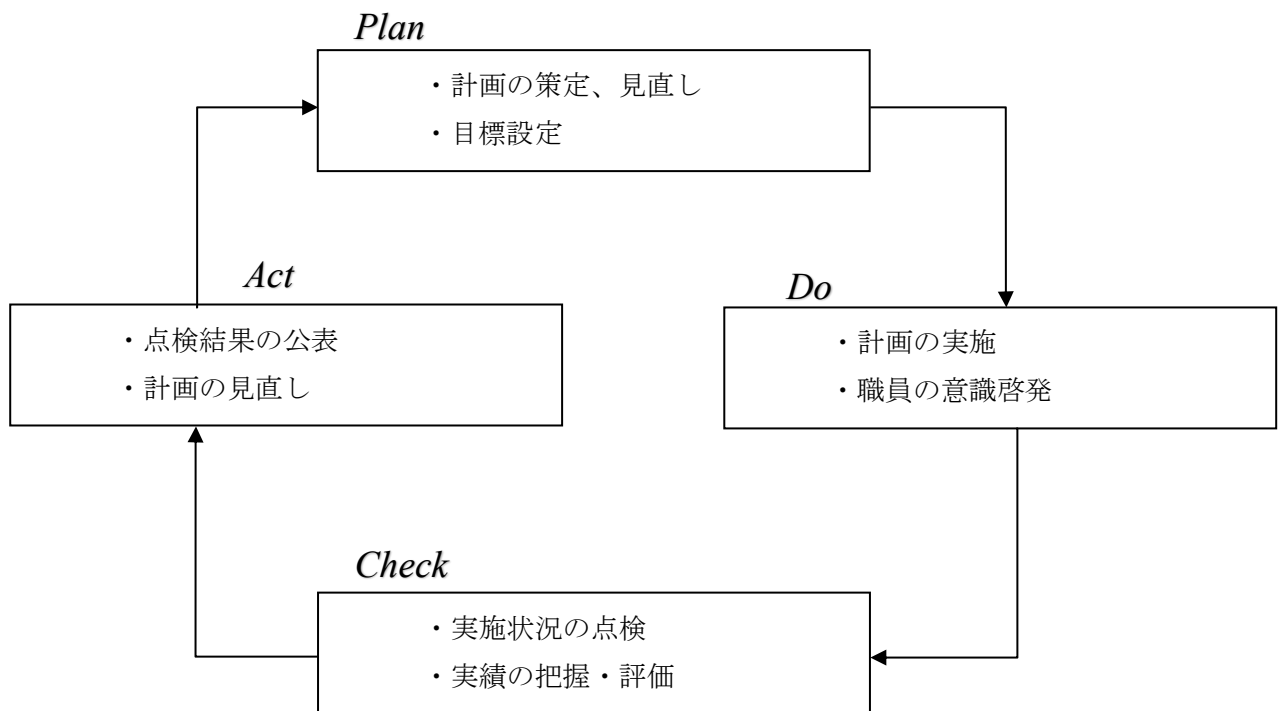 Plan
・計画の策定、見直し
・目標設定
Act
・点検結果の公表
・計画の見直し
Do
・計画の実施
・職員の意識啓発
Check
・実施状況の点検
・実績の把握・評価